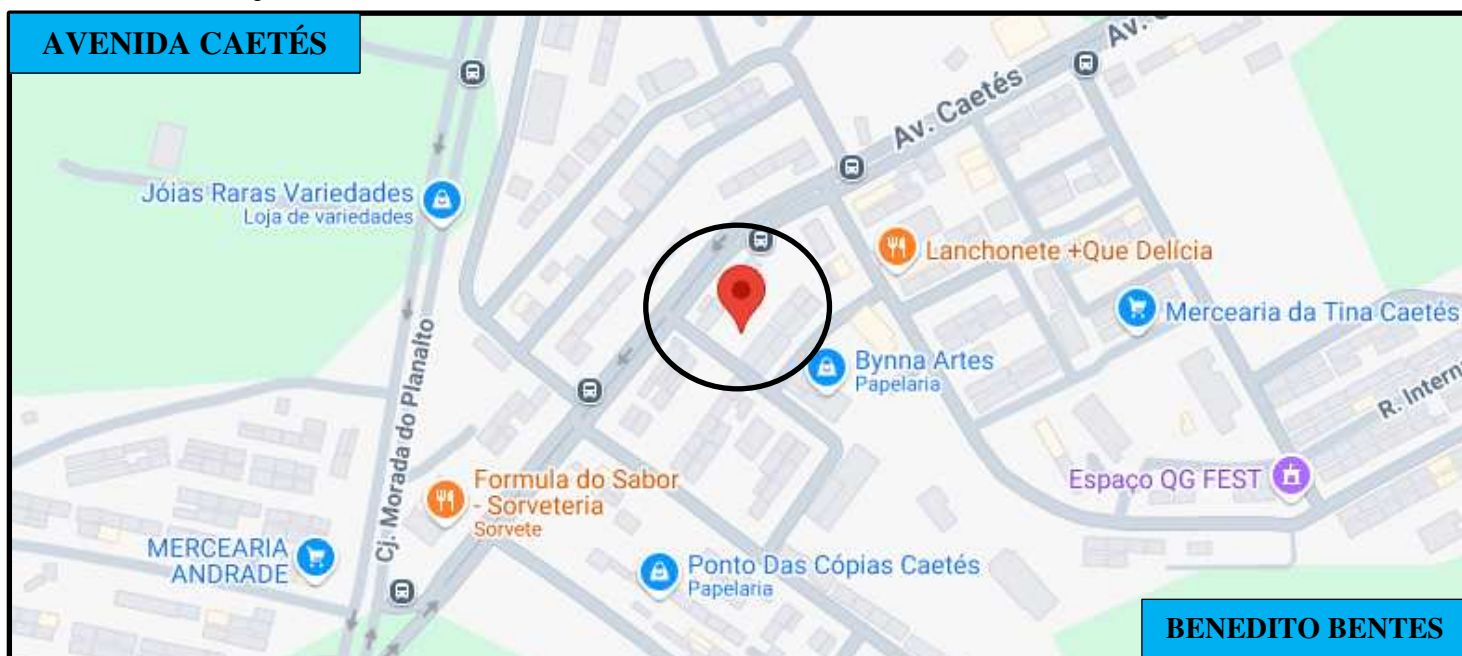 AVENIDA CAETÉS
Av. Caetés
Jóias Raras Variedades
Loja de variedades
Lanchonete +Que Delícia
Mercearia da Tina Caetés
Cj. Morada do Planalto
Bynna Artes
Papelaria
Formula do Sabor
- Sorveteria
Sorvete
Espaço QG FEST
MERCEARIA
ANDRADE
Ponto Das Cópias Caetés
Papelaria
BENEDITO BENTES